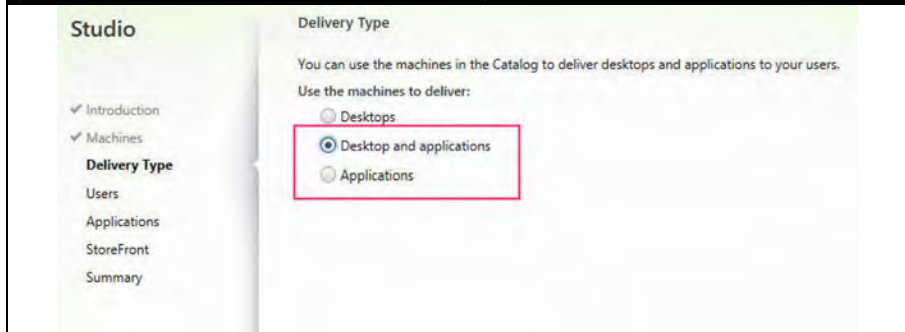 Studio
✔ Introduction
✔ Machines
Delivery Type
Users
Applications
StoreFront
Summary
Delivery Type
You can use the machines in the Catalog to deliver desktops and applications to your users.
Use the machines to deliver:
Desktops
Desktop and applications
Applications